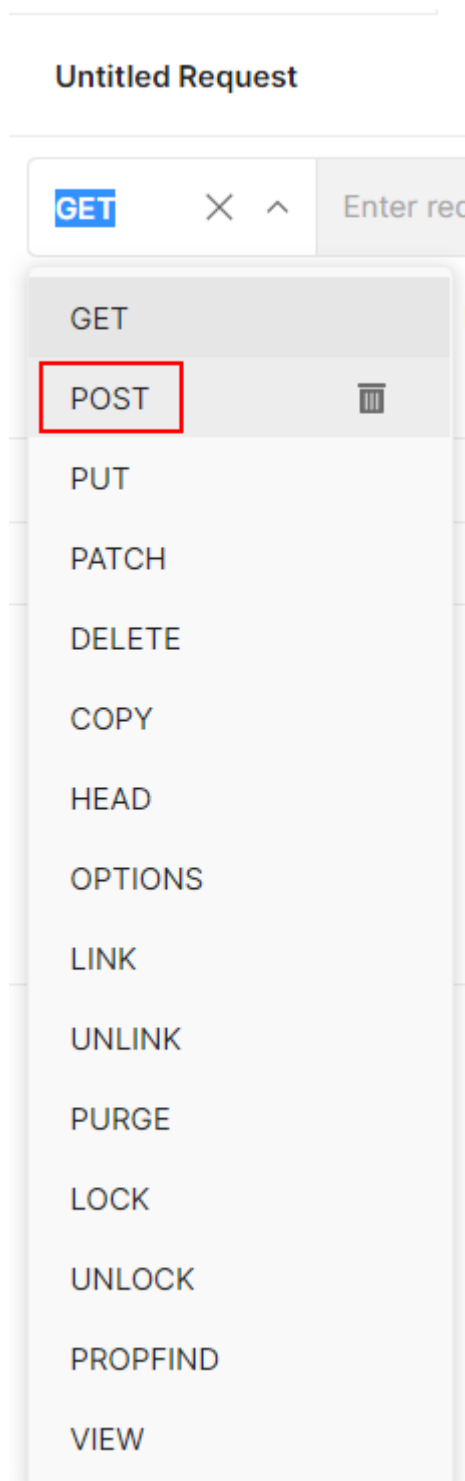 Untitled Request
GET Enter rec
GET
POST
PUT
PATCH
DELETE
COPY
HEAD
OPTIONS
LINK
UNLINK
PURGE
LOCK
UNLOCK
PROPFIND
VIEW